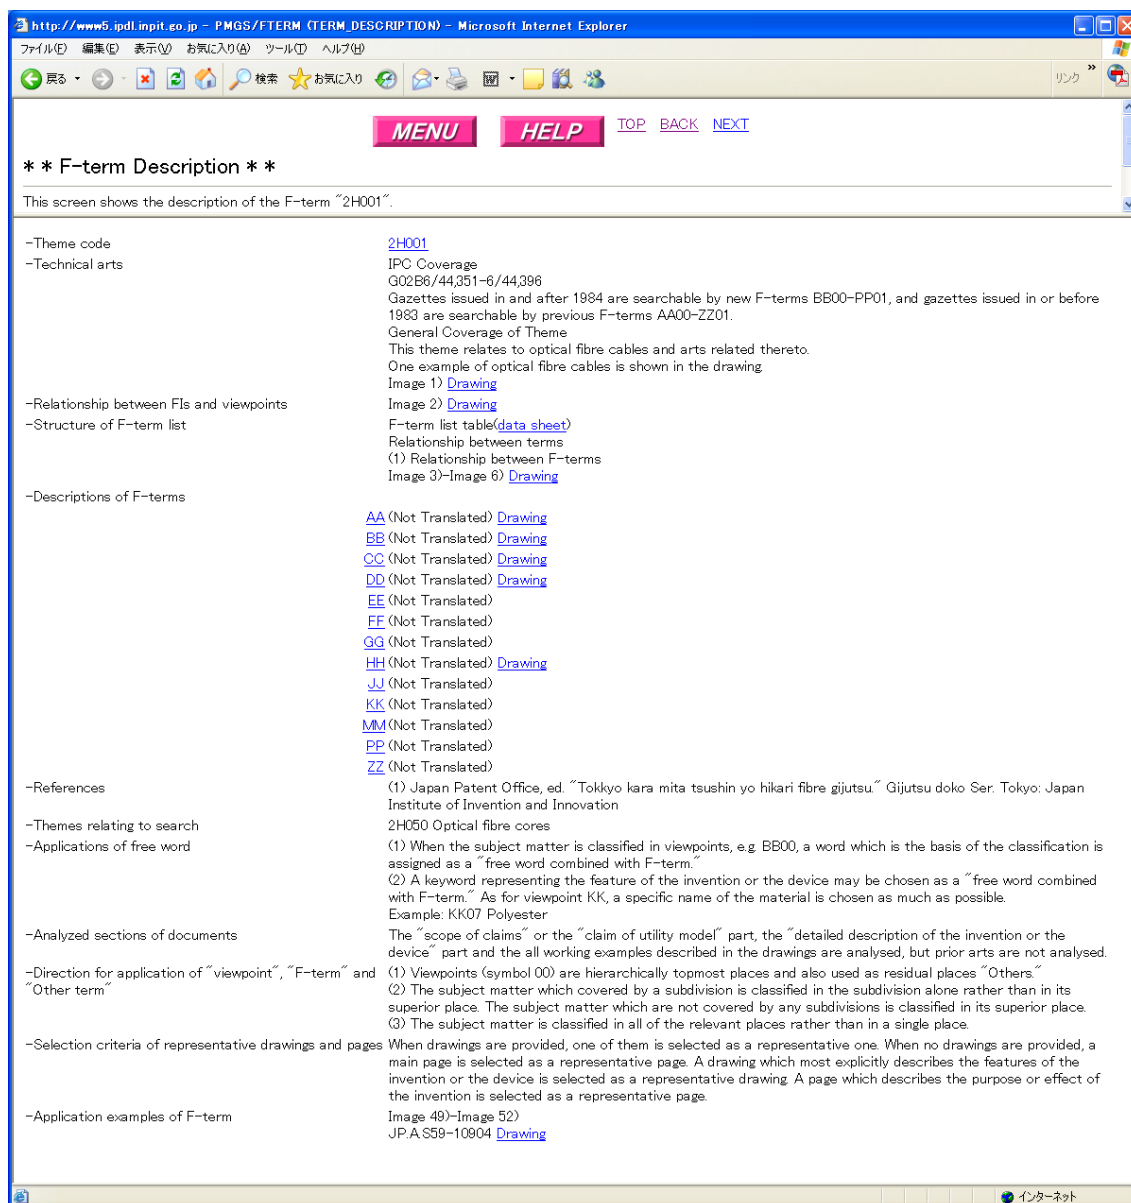 http://www5.ipdl.inpit.go.jp - PMGS/FTERM (TERM_DESCRIPTION) - Microsoft Internet Explorer
ファイル(F) 編集(E) 表示(V) お気に入り(A) ツール(T) ヘルプ(H)
戻る 検索 お気に入り リンク »
MENU HELP TOP BACK NEXT
* * F-term Description * *
This screen shows the description of the F-term "2H001".
-Theme code 2H001
-Technical arts IPC Coverage
G02B6/44,351-6/44,396
Gazettes issued in and after 1984 are searchable by new F-terms BB00-PP01, and gazettes issued in or before
1983 are searchable by previous F-terms AA00-ZZ01.
General Coverage of Theme
This theme relates to optical fibre cables and arts related thereto.
One example of optical fibre cables is shown in the drawing.
Image 1) Drawing
-Relationship between FIs and viewpoints Image 2) Drawing
-Structure of F-term list F-term list table(data sheet)
Relationship between terms
(1) Relationship between F-terms
Image 3)-Image 6) Drawing
-Descriptions of F-terms
AA (Not Translated) Drawing
BB (Not Translated) Drawing
CC (Not Translated) Drawing
DD (Not Translated) Drawing
EE (Not Translated)
FF (Not Translated)
GG (Not Translated)
HH (Not Translated) Drawing
JJ (Not Translated)
KK (Not Translated)
MM (Not Translated)
PP (Not Translated)
ZZ (Not Translated)
-References (1) Japan Patent Office, ed. "Tokkyo kara mita tsushin yo hikari fibre gijutsu." Gijutsu doko Ser. Tokyo: Japan
Institute of Invention and Innovation
-Themes relating to search 2H050 Optical fibre cores
-Applications of free word (1) When the subject matter is classified in viewpoints, e.g. BB00, a word which is the basis of the classification is
assigned as a "free word combined with F-term."
(2) A keyword representing the feature of the invention or the device may be chosen as a "free word combined
with F-term." As for viewpoint KK, a specific name of the material is chosen as much as possible.
Example: KK07 Polyester
-Analyzed sections of documents The "scope of claims" or the "claim of utility model" part, the "detailed description of the invention or the
device" part and the all working examples described in the drawings are analysed, but prior arts are not analysed.
-Direction for application of "viewpoint", "F-term" and (1) Viewpoints (symbol 00) are hierarchically topmost places and also used as residual places "Others."
"Other term" (2) The subject matter which covered by a subdivision is classified in the subdivision alone rather than in its
superior place. The subject matter which are not covered by any subdivisions is classified in its superior place.
(3) The subject matter is classified in all of the relevant places rather than in a single place.
-Selection criteria of representative drawings and pages When drawings are provided, one of them is selected as a representative one. When no drawings are provided, a
main page is selected as a representative page. A drawing which most explicitly describes the features of the
invention or the device is selected as a representative drawing. A page which describes the purpose or effect of
the invention is selected as a representative page.
-Application examples of F-term Image 49)-Image 52)
JP.A.S59-10904 Drawing
インターネット